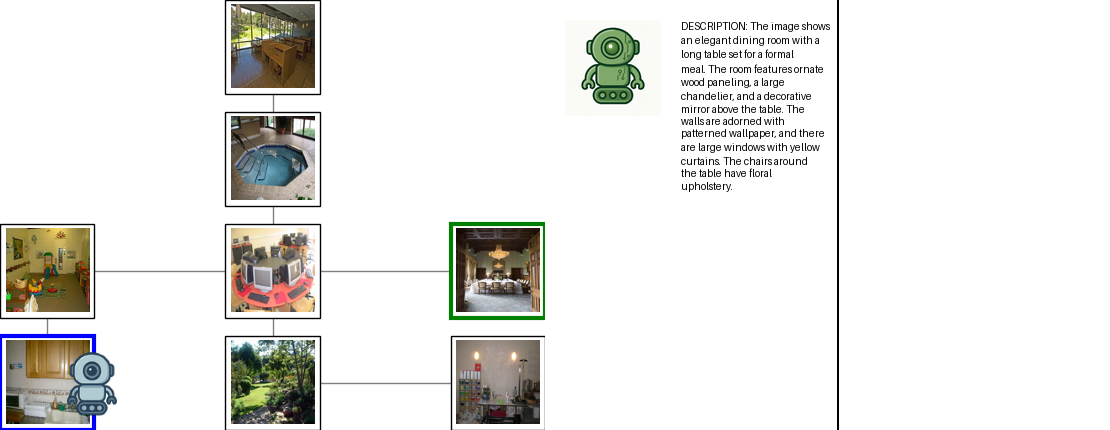 DESCRIPTION: The image shows
an elegant dining room with a
long table set for a formal
meal. The room features ornate
wood paneling, a large
chandelier, and a decorative
mirror above the table. The
walls are adorned with
patterned wallpaper, and there
are large windows with yellow
curtains. The chairs around
the table have floral
upholstery.